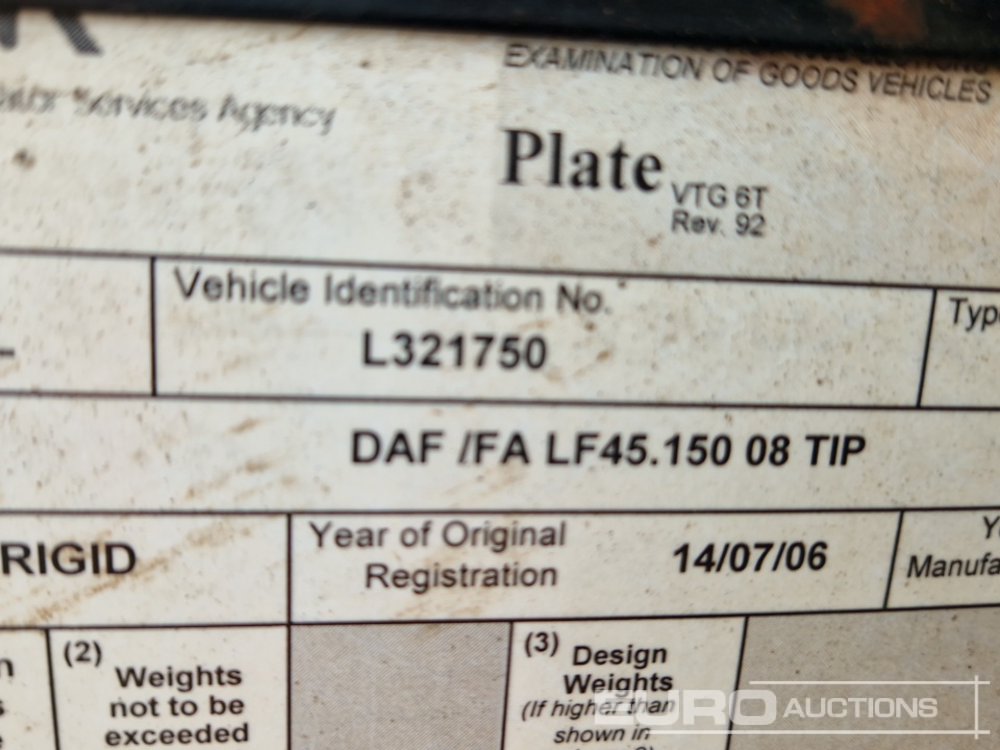 Services Agency
EXAMINATION OF GOODS VEHICLES
Plate
VTG 6T
Rev. 92
Vehicle Identification No.
L321750
DAF /FA LF45.150 08 TIP
RIGID
Year of Original
Registration
14/07/06
(2)
Weights
not to be
exceeded
(3)
Design
Weights
(If higher than
shown in
EURO AUCTIONS